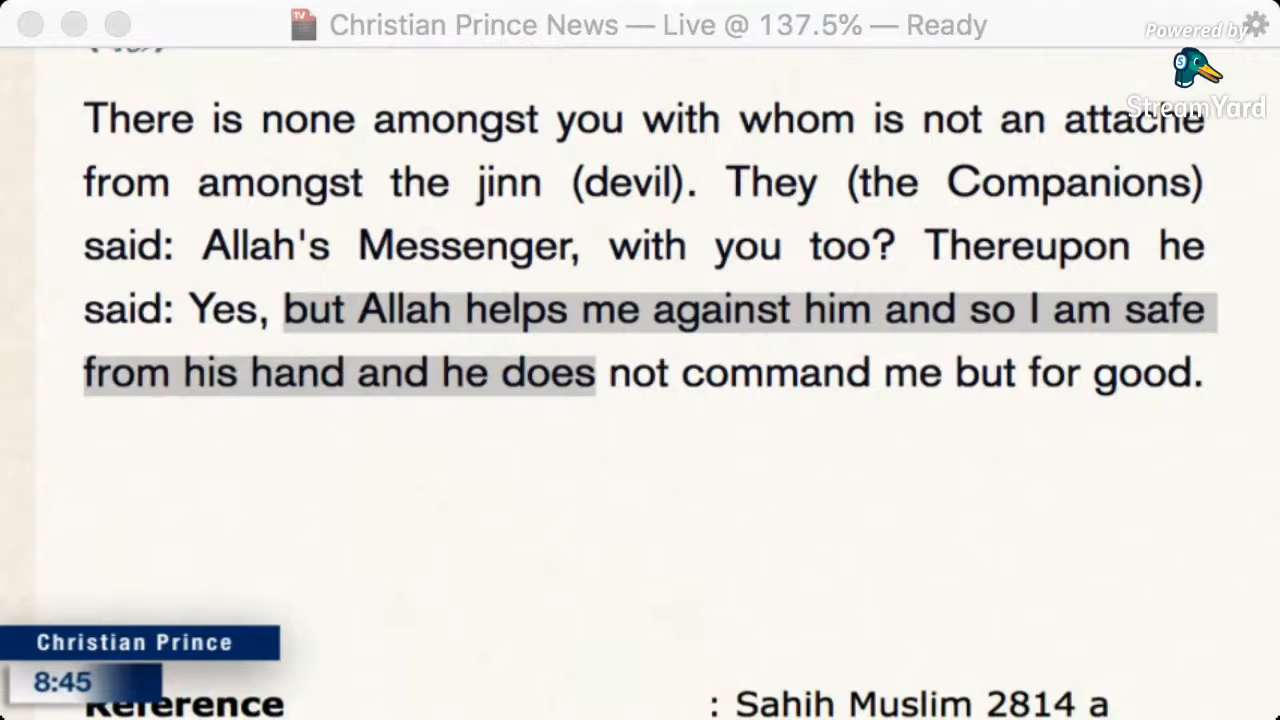 Christian Prince News — Live @ 137.5% — Ready
Powered by
StreamYard
There is none amongst you with whom is not an attache
from amongst the jinn (devil). They (the Companions)
said: Allah's Messenger, with you too? Thereupon he
said: Yes, but Allah helps me against him and so I am safe
from his hand and he does not command me but for good.
Christian Prince
8:45
Reference : Sahih Muslim 2814 a